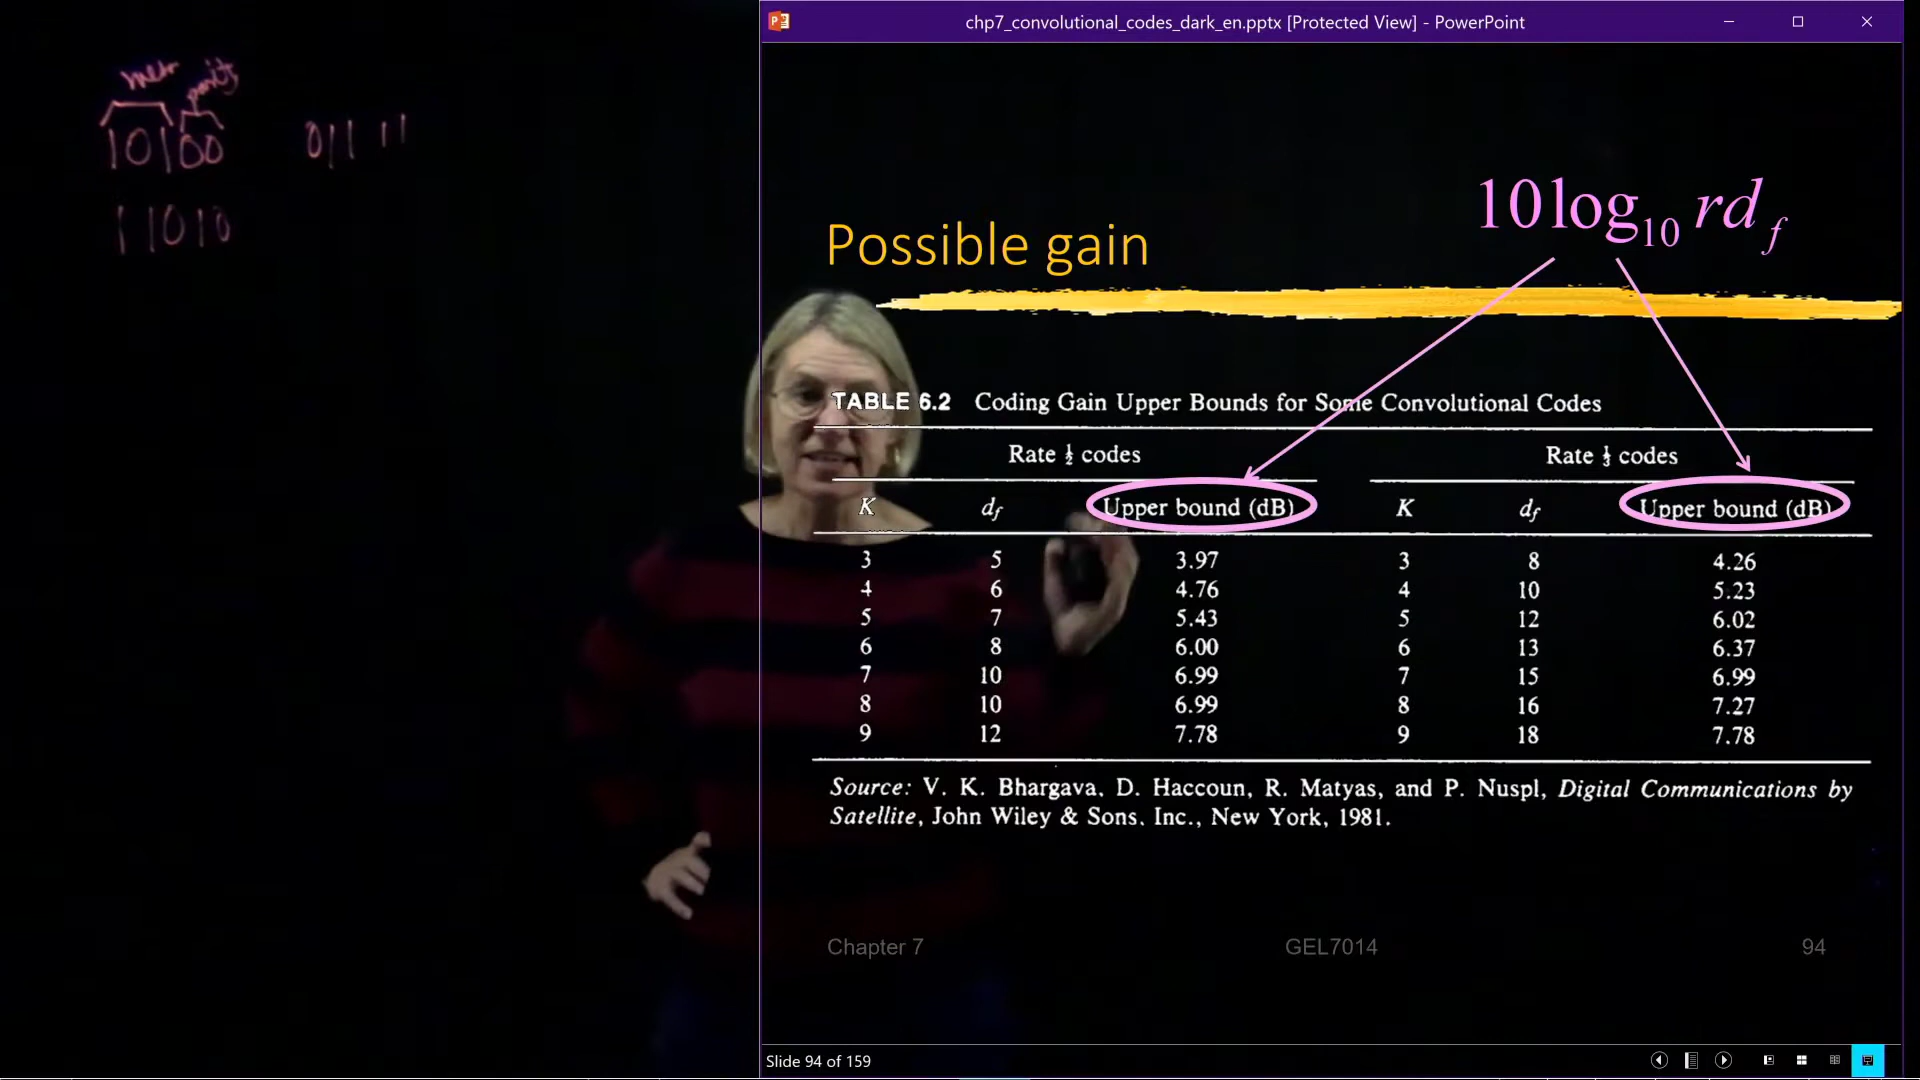 chp7_convolutional_codes_dark_en.pptx [Protected View] - PowerPoint
mess parity
10100 01111
11010
10 log10 rdf
Possible gain
TABLE 6.2 Coding Gain Upper Bounds for Some Convolutional Codes
Rate ½ codes Rate ⅓ codes
K df Upper bound (dB) K df Upper bound (dB)
3 5 3.97 3 8 4.26
4 6 4.76 4 10 5.23
5 7 5.43 5 12 6.02
6 8 6.00 6 13 6.37
7 10 6.99 7 15 6.99
8 10 6.99 8 16 7.27
9 12 7.78 9 18 7.78
Source: V. K. Bhargava, D. Haccoun, R. Matyas, and P. Nuspl, Digital Communications by
Satellite, John Wiley & Sons, Inc., New York, 1981.
Chapter 7 GEL7014 94
Slide 94 of 159